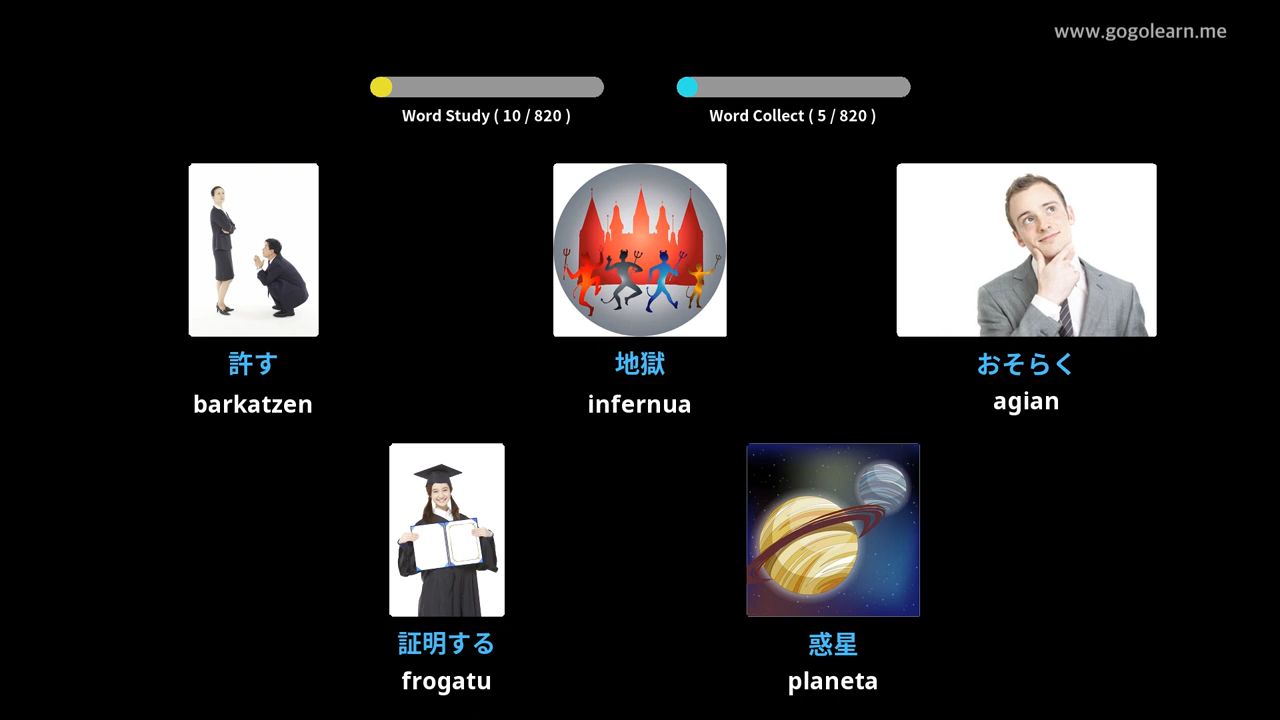 www.gogolearn.me
Word Study ( 10 / 820 )
Word Collect ( 5 / 820 )
許す
barkatzen
地獄
infernua
おそらく
agian
証明する
frogatu
惑星
planeta